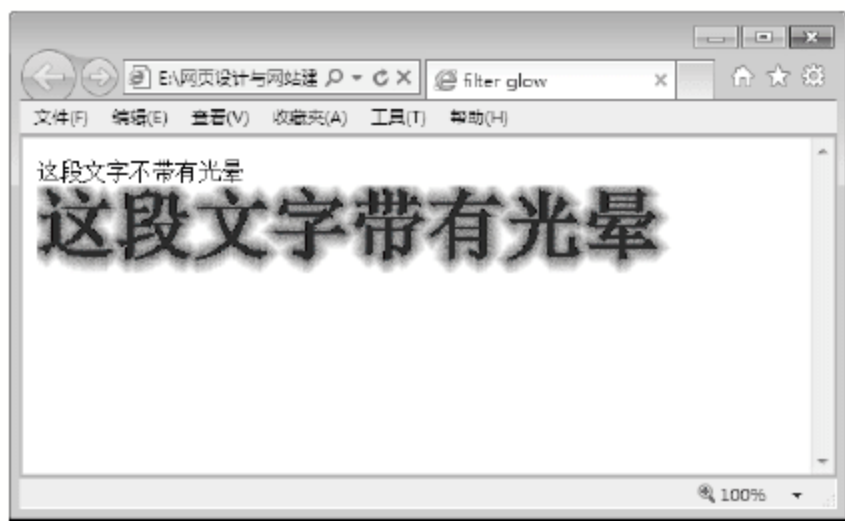 E:\网页设计与网站建
filter glow
文件(F) 编辑(E) 查看(V) 收藏夹(A) 工具(T) 帮助(H)
这段文字不带有光晕
这段文字带有光晕
100%